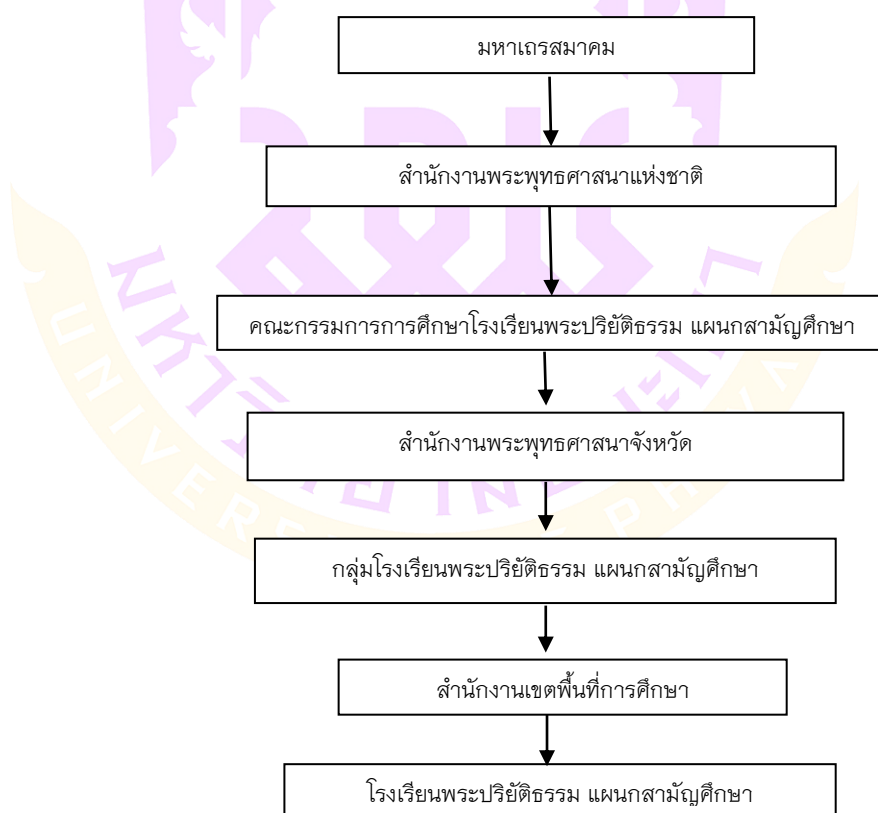 มหาเถรสมาคม
สำนักงานพระพุทธศาสนาแห่งชาติ
คณะกรรมการการศึกษาโรงเรียนพระปริยัติธรรม แผนกสามัญศึกษา
สำนักงานพระพุทธศาสนาจังหวัด
กลุ่มโรงเรียนพระปริยัติธรรม แผนกสามัญศึกษา
สำนักงานเขตพื้นที่การศึกษา
โรงเรียนพระปริยัติธรรม แผนกสามัญศึกษา